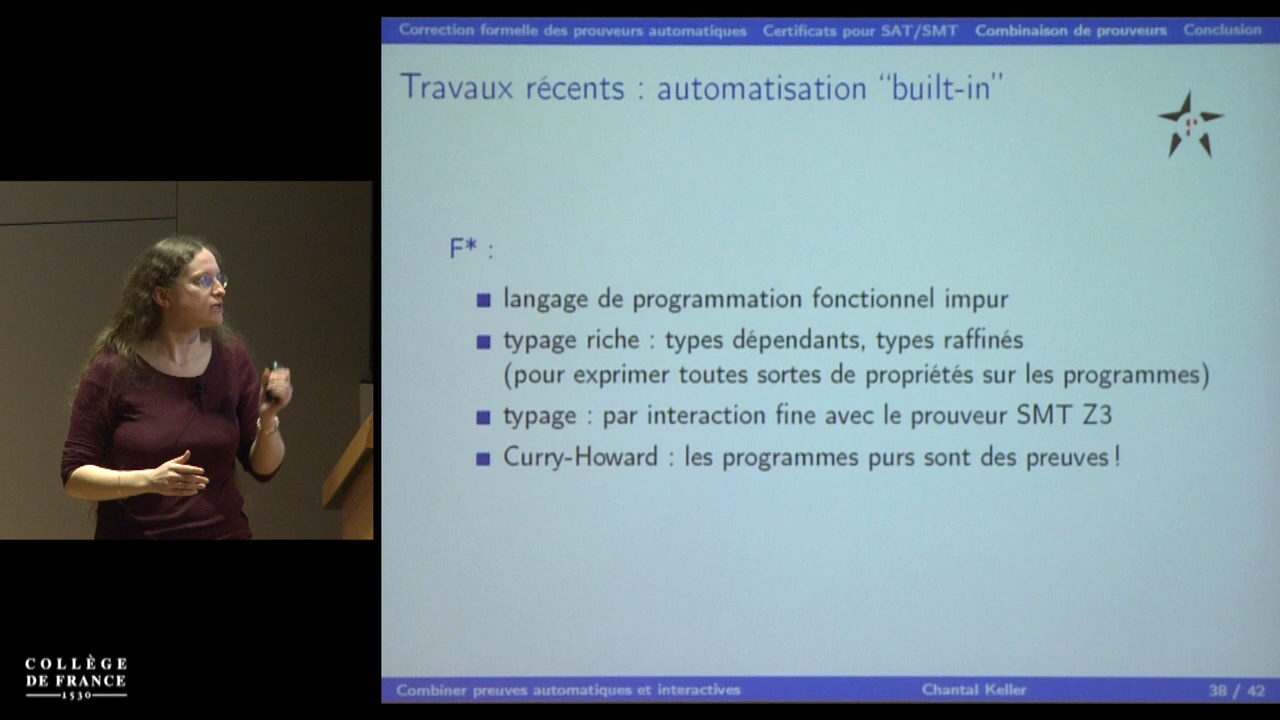 Correction formelle des prouveurs automatiques Certificats pour SAT/SMT Combinaison de prouveurs Conclusion
Travaux récents : automatisation “built-in”
F* :
langage de programmation fonctionnel impur
typage riche : types dépendants, types raffinés
(pour exprimer toutes sortes de propriétés sur les programmes)
typage : par interaction fine avec le prouveur SMT Z3
Curry-Howard : les programmes purs sont des preuves !
Combiner preuves automatiques et interactives Chantal Keller 38 / 42
COLLÈGE
DE FRANCE
1530